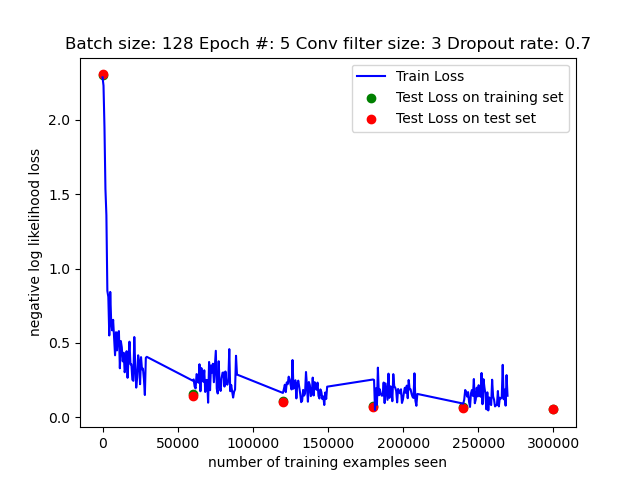 Batch size: 128 Epoch #: 5 Conv filter size: 3 Dropout rate: 0.7
Train Loss
Test Loss on training set
Test Loss on test set
negative log likelihood loss
2.0
1.5
1.0
0.5
0.0
0 50000 100000 150000 200000 250000 300000
number of training examples seen